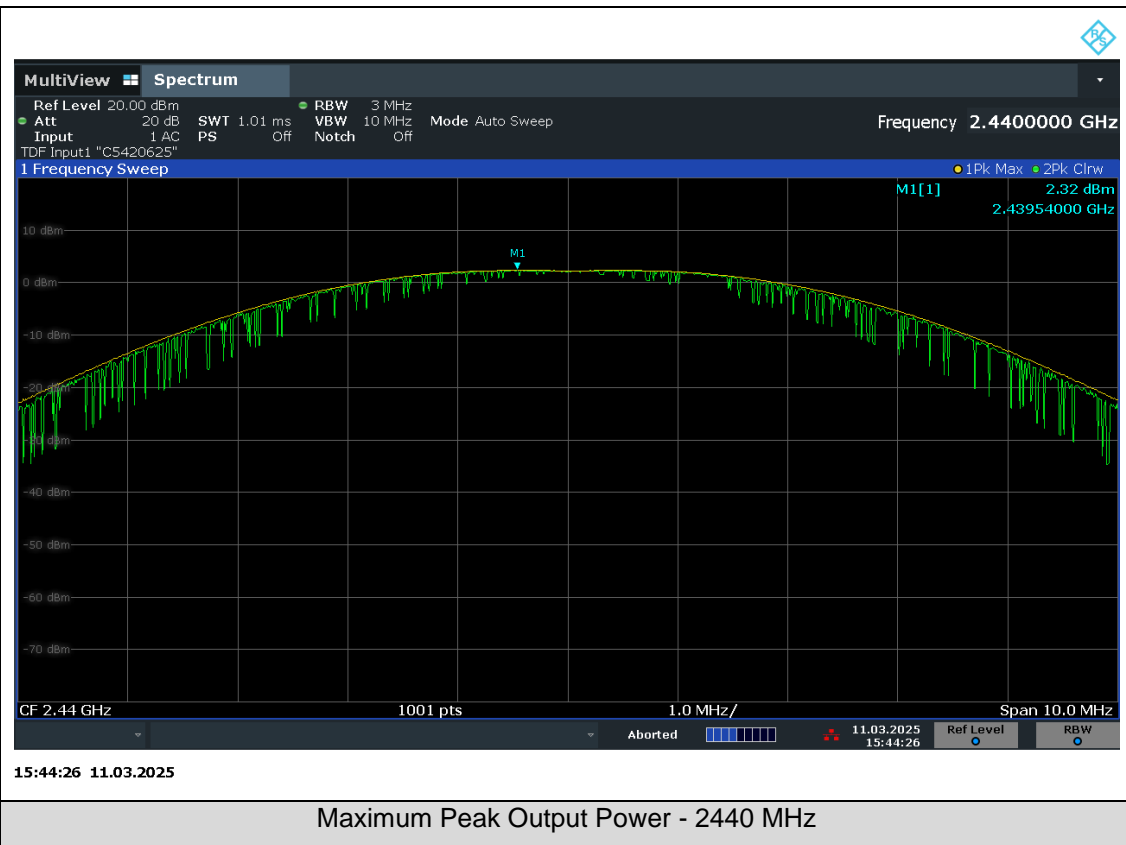 R&S
MultiView Spectrum
Ref Level 20.00 dBm RBW 3 MHz
Att 20 dB SWT 1.01 ms VBW 10 MHz Mode Auto Sweep Frequency 2.4400000 GHz
Input 1 AC PS Off Notch Off
TDF Input1 "C5420625"
1 Frequency Sweep 1Pk Max 2Pk Clrw
M1[1] 2.32 dBm
2.43954000 GHz
10 dBm
M1
0 dBm
-10 dBm
-20 dBm
-30 dBm
-40 dBm
-50 dBm
-60 dBm
-70 dBm
CF 2.44 GHz 1001 pts 1.0 MHz/ Span 10.0 MHz
Aborted 11.03.2025 15:44:26 Ref Level RBW
15:44:26 11.03.2025
Maximum Peak Output Power - 2440 MHz